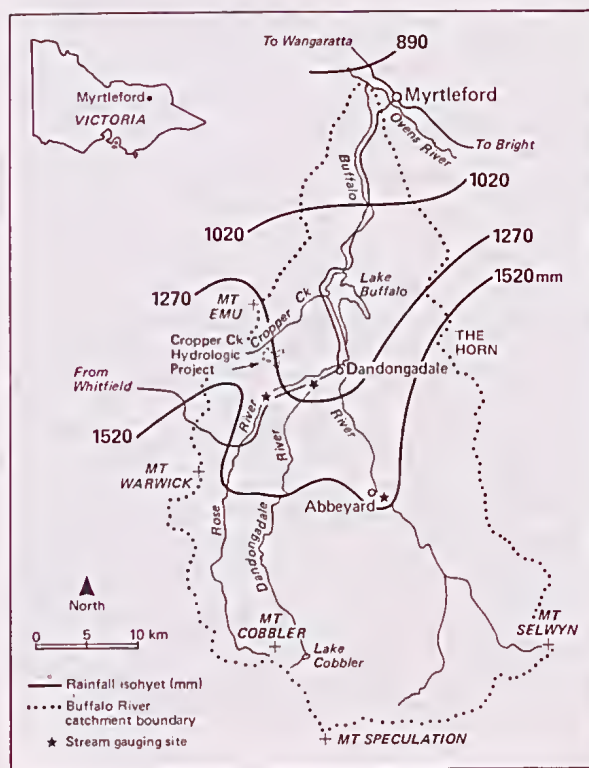 Myrtleford
VICTORIA
To Wangaratta
890
Myrtleford
Ovens River
To Bright
Buffalo
1020
1020
1270
1520 mm
1270
MT
EMU
Cropper Ck
Lake
Buffalo
THE
HORN
Cropper Ck
Hydrologic
Project
Dandongadale
From
Whitfield
1520
River
River
River
MT
WARWICK
Abbeyard
Rose
Dandongadale
North
0 5 10 km
MT
COBBLER
Lake
Cobbler
MT
SELWYN
Rainfall isohyet (mm)
Buffalo River
catchment boundary
Stream gauging site
MT SPECULATION